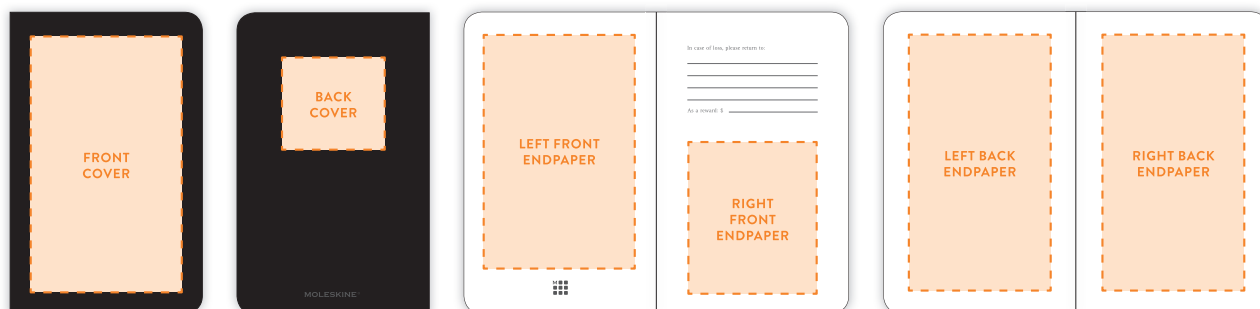 FRONT
COVER
BACK
COVER
MOLESKINE®
LEFT FRONT
ENDPAPER
M
In case of loss, please return to:
As a reward: $
RIGHT
FRONT
ENDPAPER
LEFT BACK
ENDPAPER
RIGHT BACK
ENDPAPER